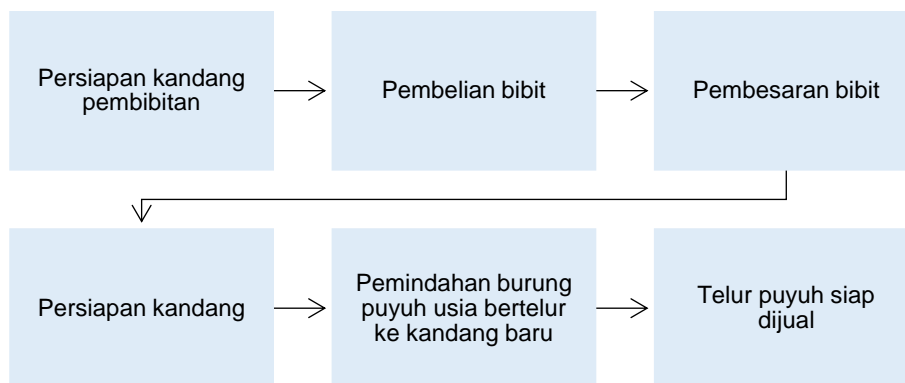 Persiapan kandang
pembibitan
Pembelian bibit
Pembesaran bibit
Persiapan kandang
Pemindahan burung
puyuh usia bertelur
ke kandang baru
Telur puyuh siap
dijual